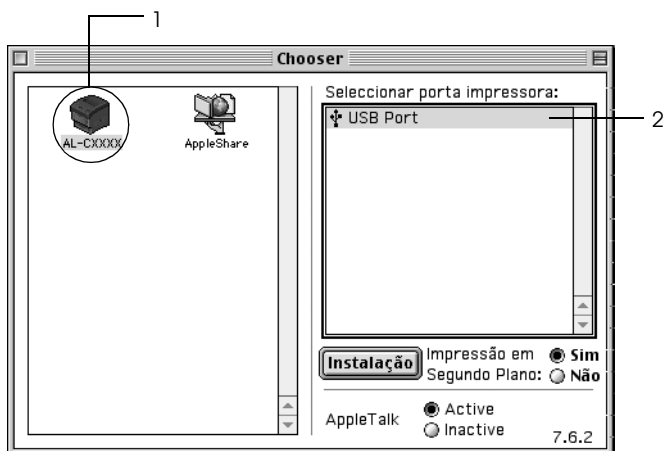 1
Chooser
AL-CXXXX
AppleShare
Seleccionar porta impressora:
USB Port
2
Instalação
Impressão em
Segundo Plano:
Sim
Não
AppleTalk
Active
Inactive
7.6.2